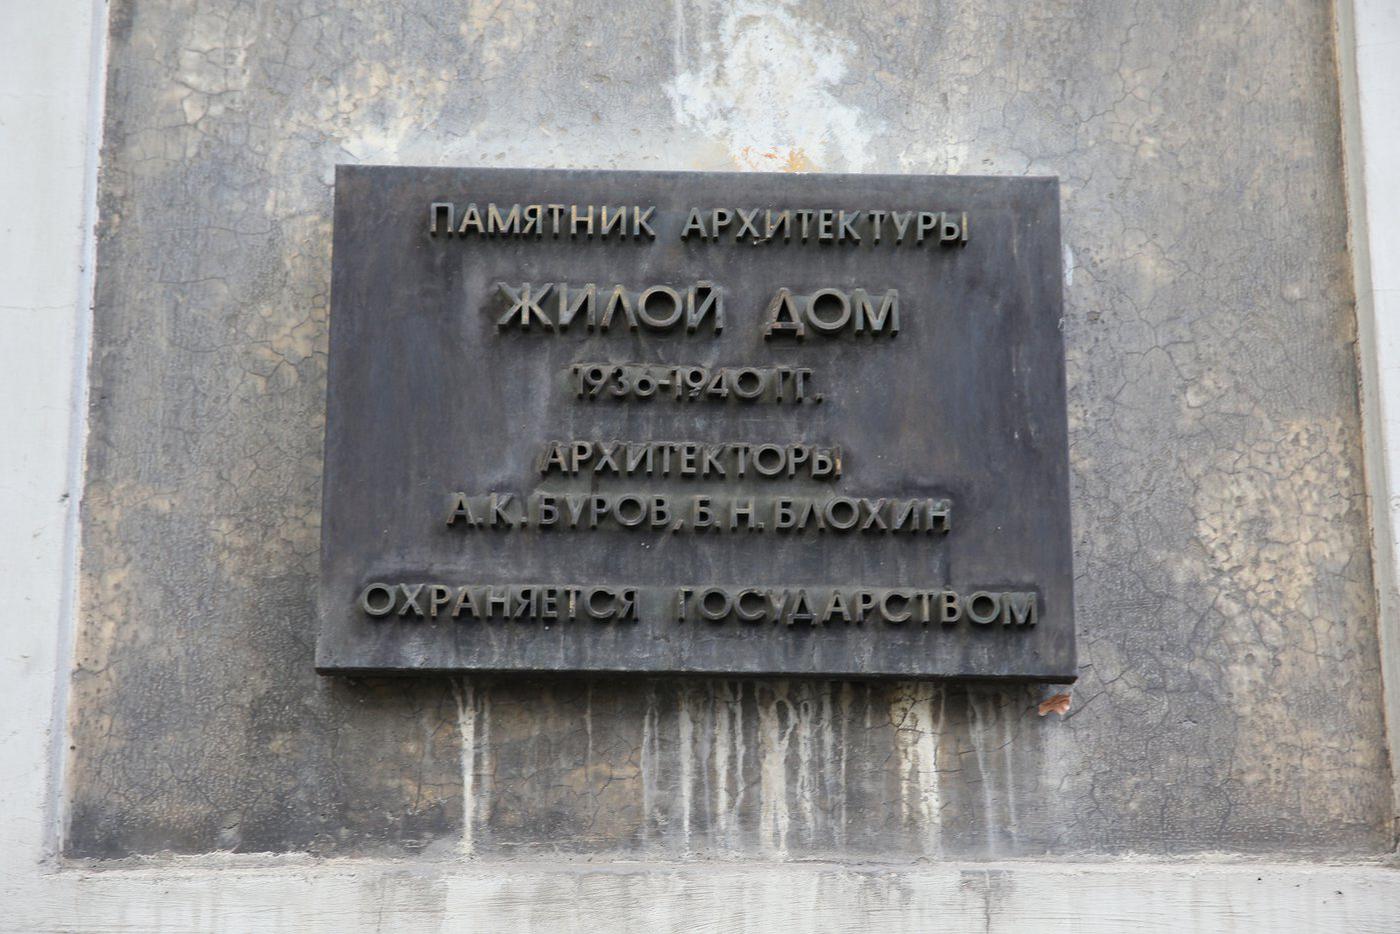 ПАМЯТНИК АРХИТЕКТУРЫ
ЖИЛОЙ ДОМ
1936-1940 ГГ.
АРХИТЕКТОРЫ
А.К. БУРОВ, Б.Н. БЛОХИН
ОХРАНЯЕТСЯ ГОСУДАРСТВОМ